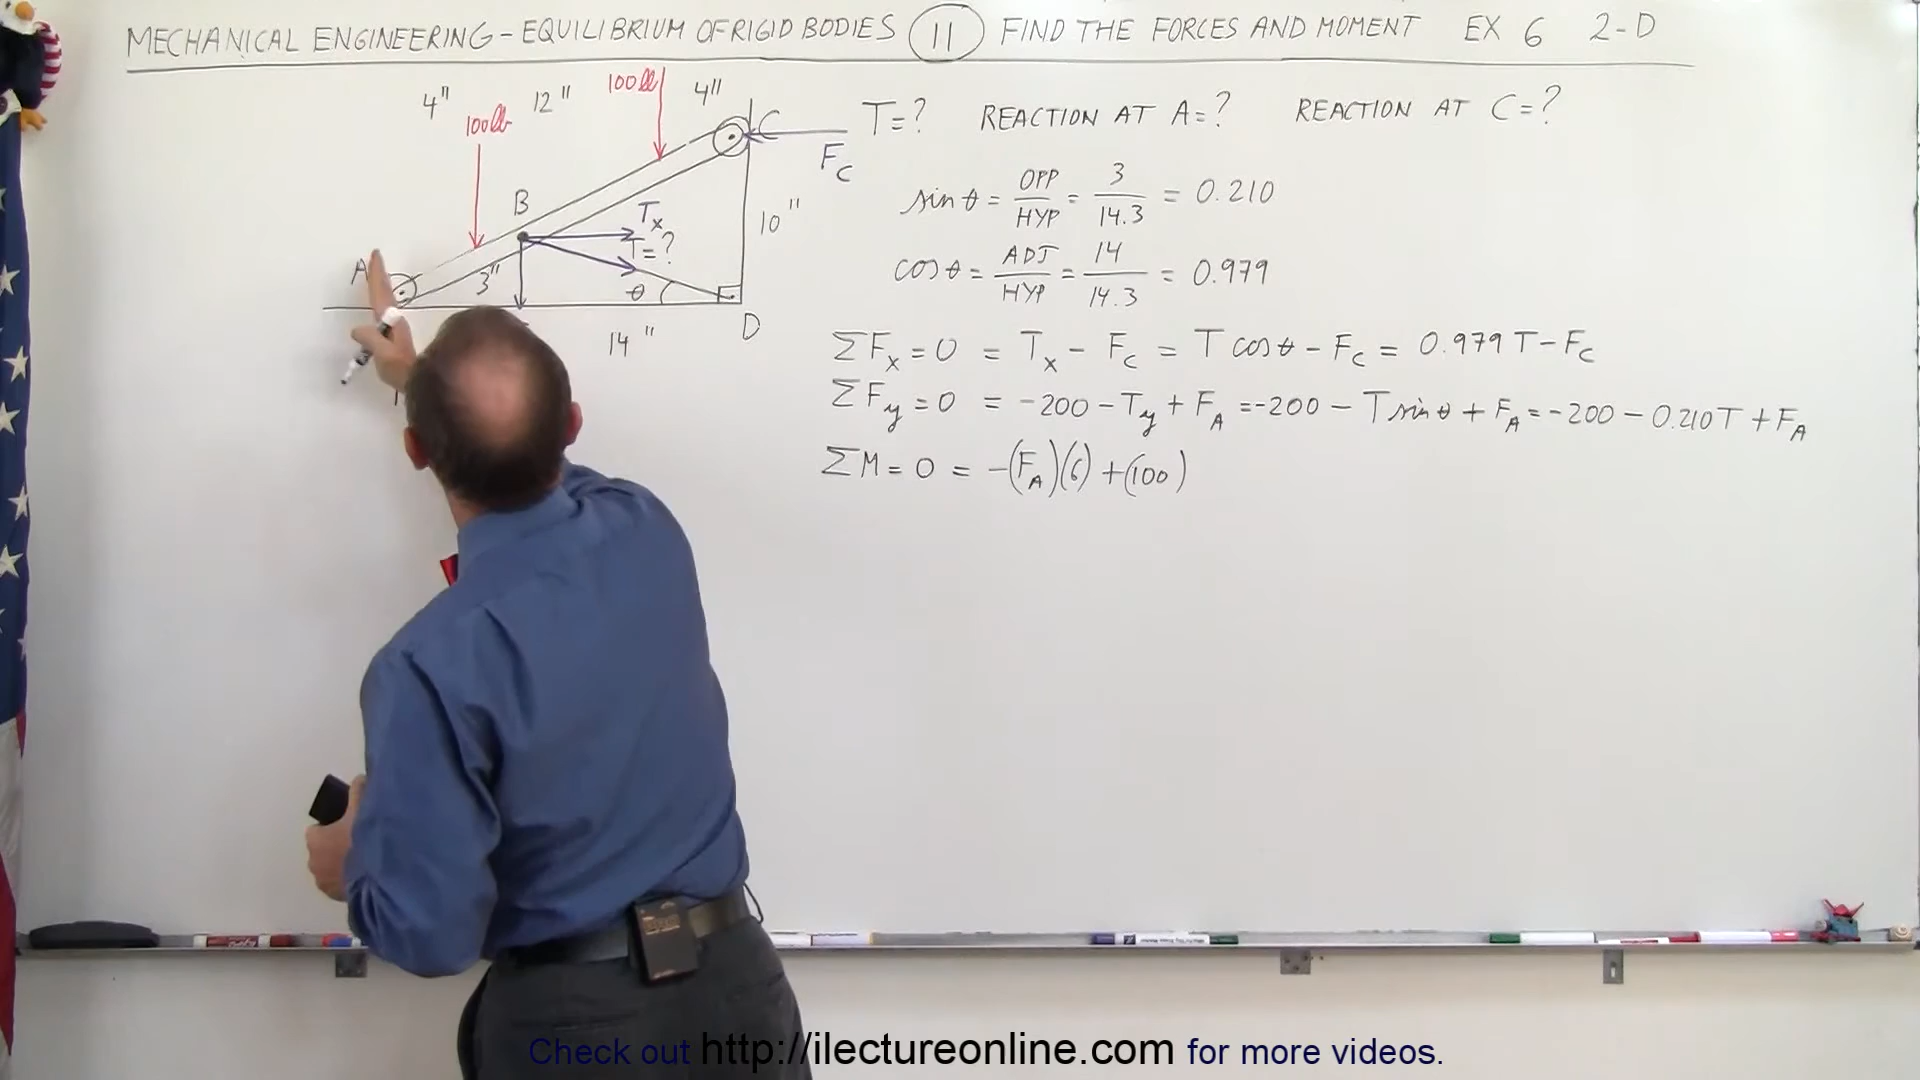 MECHANICAL ENGINEERING - EQUILIBRIUM OF RIGID BODIES 11 FIND THE FORCES AND MOMENT EX 6 2-D
4" 100lb 12" 100lb 4"
C
F_C
T=? REACTION AT A=? REACTION AT C=?
sin θ = OPP/HYP = 3/14.3 = 0.210
B
T_x
10"
T=?
A
3"
θ
cos θ = ADJ/HYP = 14/14.3 = 0.979
D
14"
ΣF_x = 0 = T_x - F_C = T cos θ - F_C = 0.979 T - F_C
ΣF_y = 0 = -200 - T_y + F_A = -200 - T sin θ + F_A = -200 - 0.210T + F_A
ΣM = 0 = -(F_A)(6) + (100)
Check out http://ilectureonline.com for more videos.